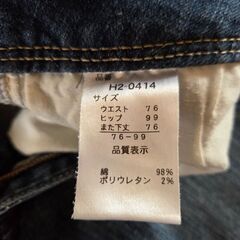 品番
H2-0414
サイズ
ウエスト 76
ヒップ 99
また下丈 76
76-99
品質表示
綿 98%
ポリウレタン 2%